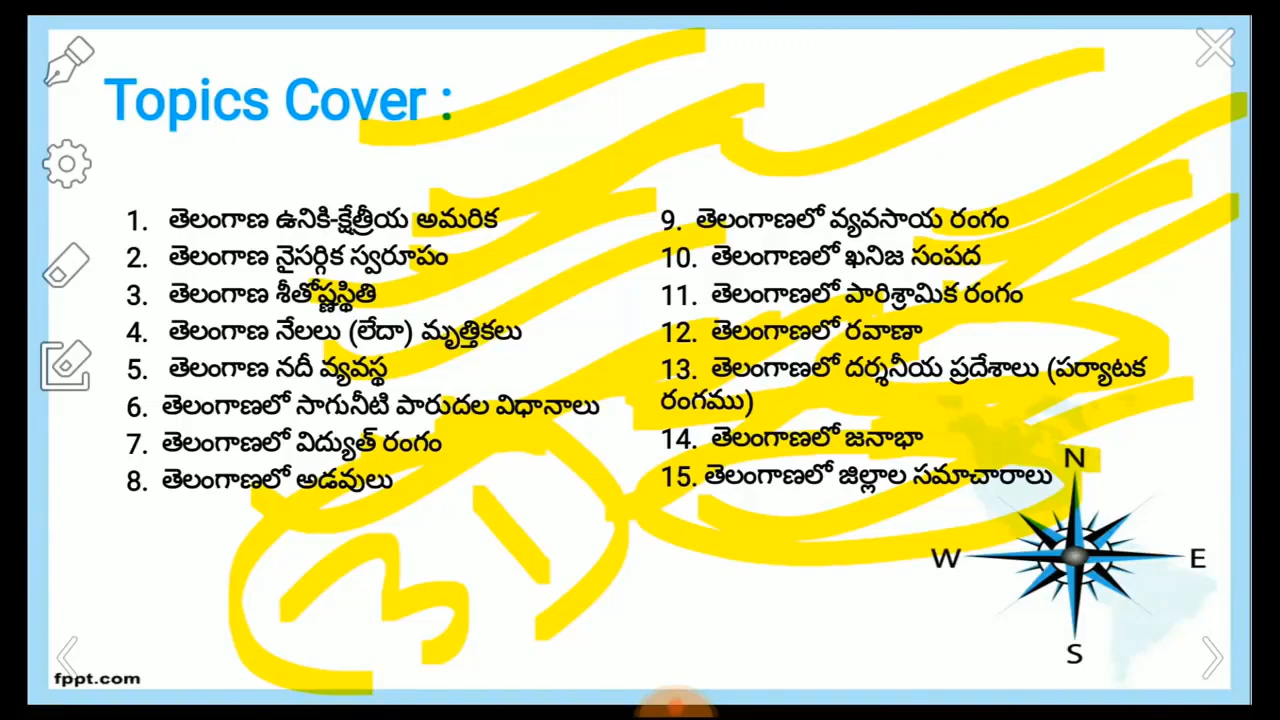 Topics Cover :
1. తెలంగాణ ఉనికి-క్షేత్రీయ అమరిక
2. తెలంగాణ నైసర్గిక స్వరూపం
3. తెలంగాణ శీతోష్ణస్థితి
4. తెలంగాణ నేలలు (లేదా) మృత్తికలు
5. తెలంగాణ నదీ వ్యవస్థ
6. తెలంగాణలో సాగునీటి పారుదల విధానాలు
7. తెలంగాణలో విద్యుత్ రంగం
8. తెలంగాణలో అడవులు
9. తెలంగాణలో వ్యవసాయ రంగం
10. తెలంగాణలో ఖనిజ సంపద
11. తెలంగాణలో పారిశ్రామిక రంగం
12. తెలంగాణలో రవాణా
13. తెలంగాణలో దర్శనీయ ప్రదేశాలు (పర్యాటక
రంగము)
14. తెలంగాణలో జనాభా
15. తెలంగాణలో జిల్లాల సమాచారాలు
31
N
W E
S
fppt.com